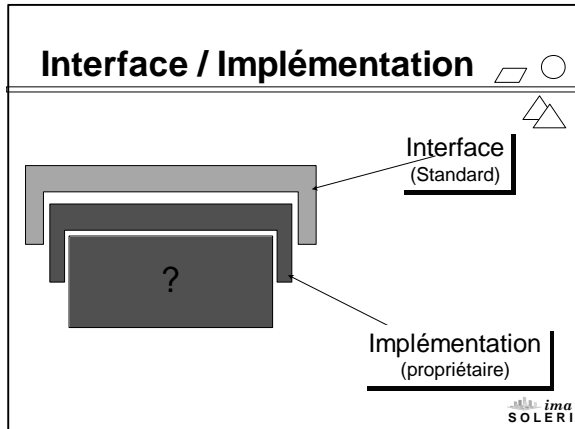 Interface / Implémentation
Interface
(Standard)
?
Implémentation
(propriétaire)
ima
SOLERI